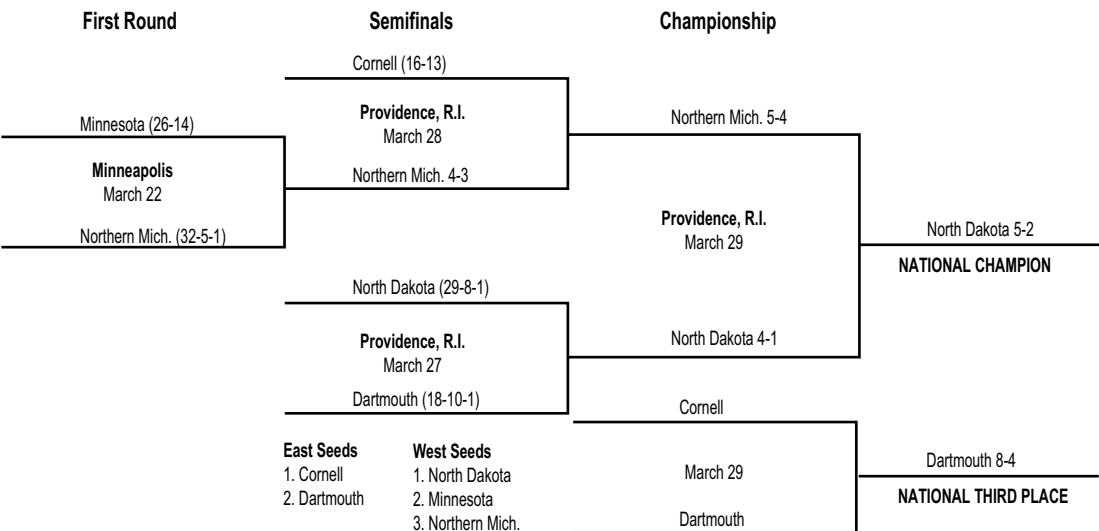 First Round
Semifinals
Championship
Cornell (16-13)
Providence, R.I.
March 28
Northern Mich. 5-4
Minnesota (26-14)
Minneapolis
March 22
Northern Mich. 4-3
Northern Mich. (32-5-1)
Providence, R.I.
March 29
North Dakota 5-2
NATIONAL CHAMPION
North Dakota (29-8-1)
Providence, R.I.
March 27
North Dakota 4-1
Dartmouth (18-10-1)
Cornell
East Seeds
1. Cornell
2. Dartmouth
West Seeds
1. North Dakota
2. Minnesota
3. Northern Mich.
March 29
Dartmouth 8-4
NATIONAL THIRD PLACE
Dartmouth